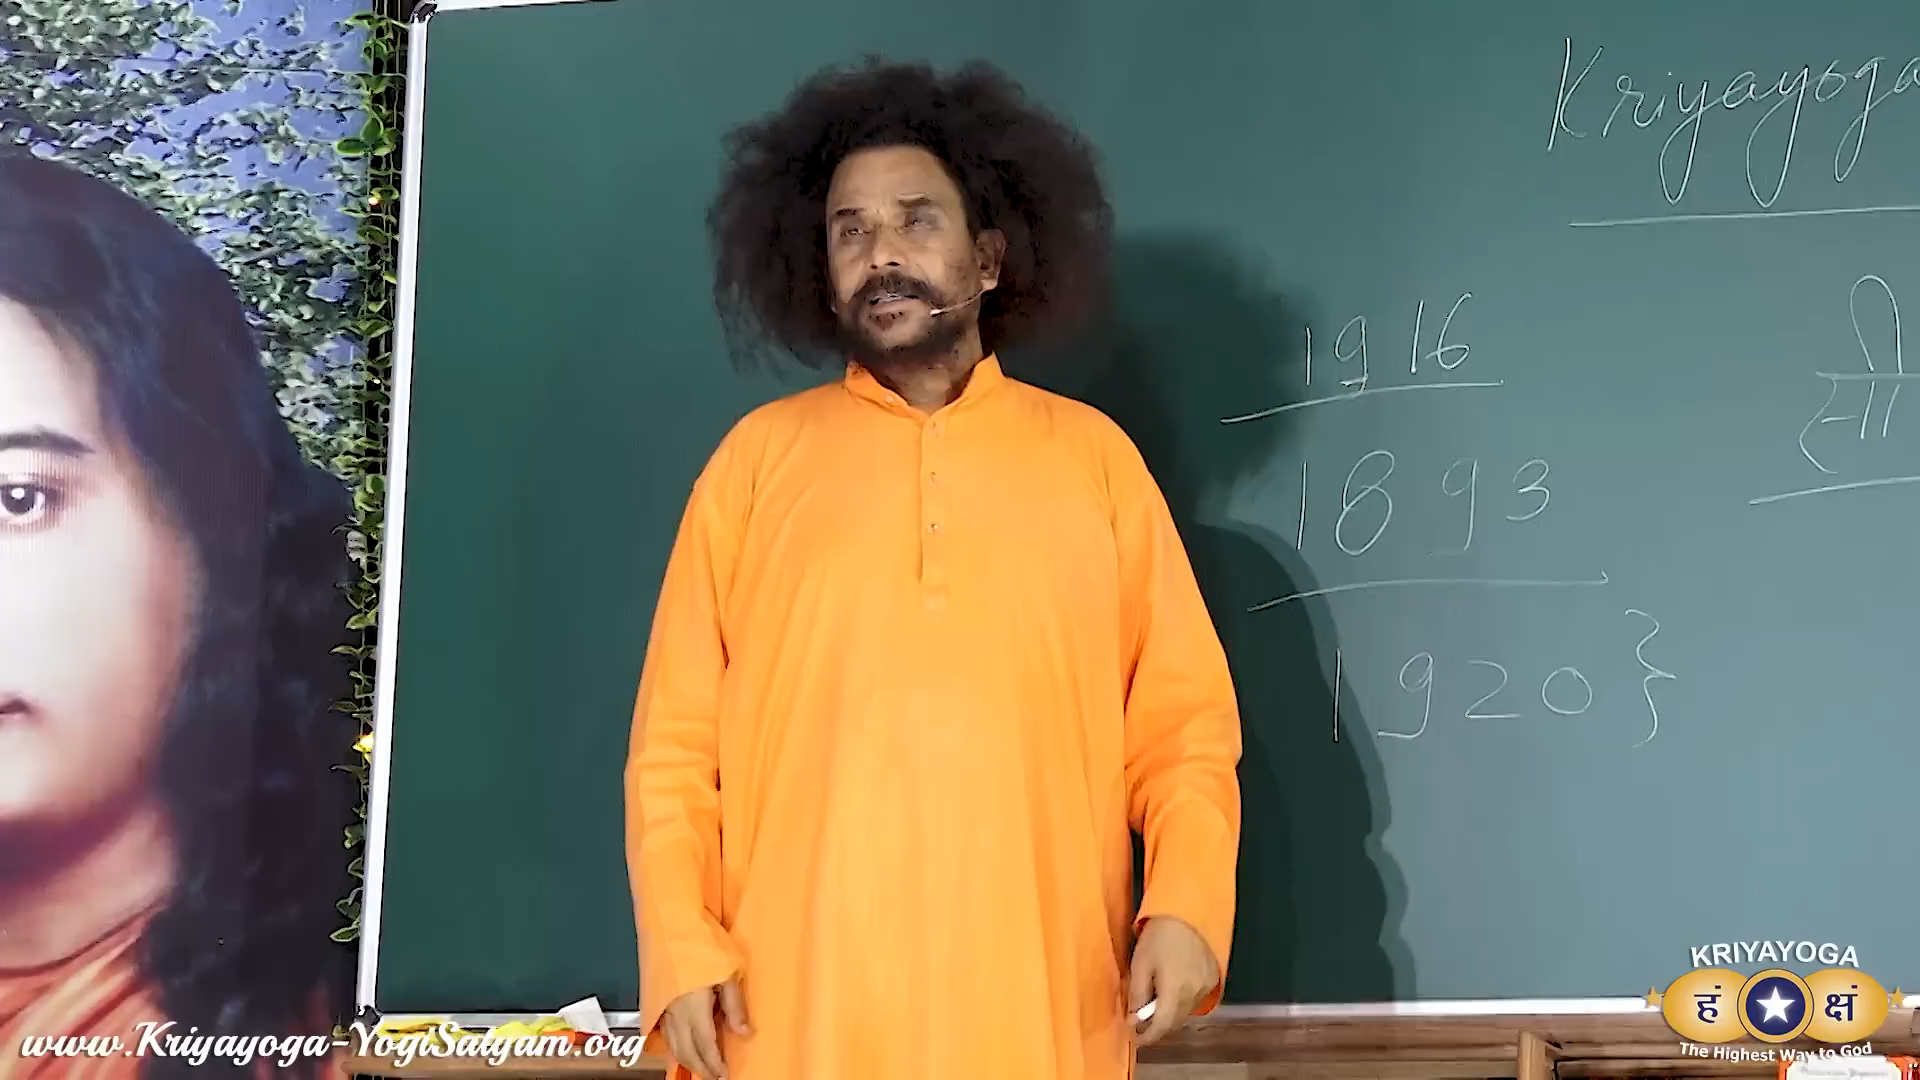 Kriyayoga
1916
1893
1920 }
KRIYAYOGA
हं क्षं
The Highest Way to God
www.Kriyayoga-YogiSatyam.org